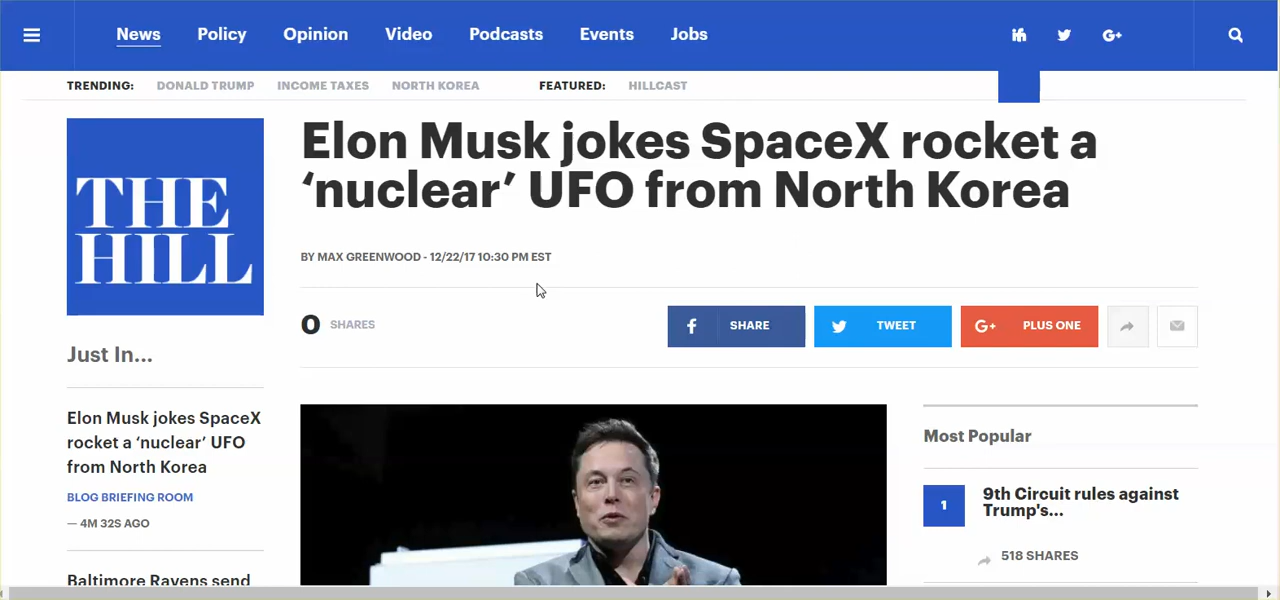 News Policy Opinion Video Podcasts Events Jobs
TRENDING: DONALD TRUMP INCOME TAXES NORTH KOREA FEATURED: HILLCAST
THE
HILL
Elon Musk jokes SpaceX rocket a
‘nuclear’ UFO from North Korea
BY MAX GREENWOOD - 12/22/17 10:30 PM EST
0 SHARES
SHARE
TWEET
PLUS ONE
Just In...
Elon Musk jokes SpaceX
rocket a ‘nuclear’ UFO
from North Korea
BLOG BRIEFING ROOM
— 4M 32S AGO
Baltimore Ravens send
Most Popular
1
9th Circuit rules against
Trump's...
518 SHARES